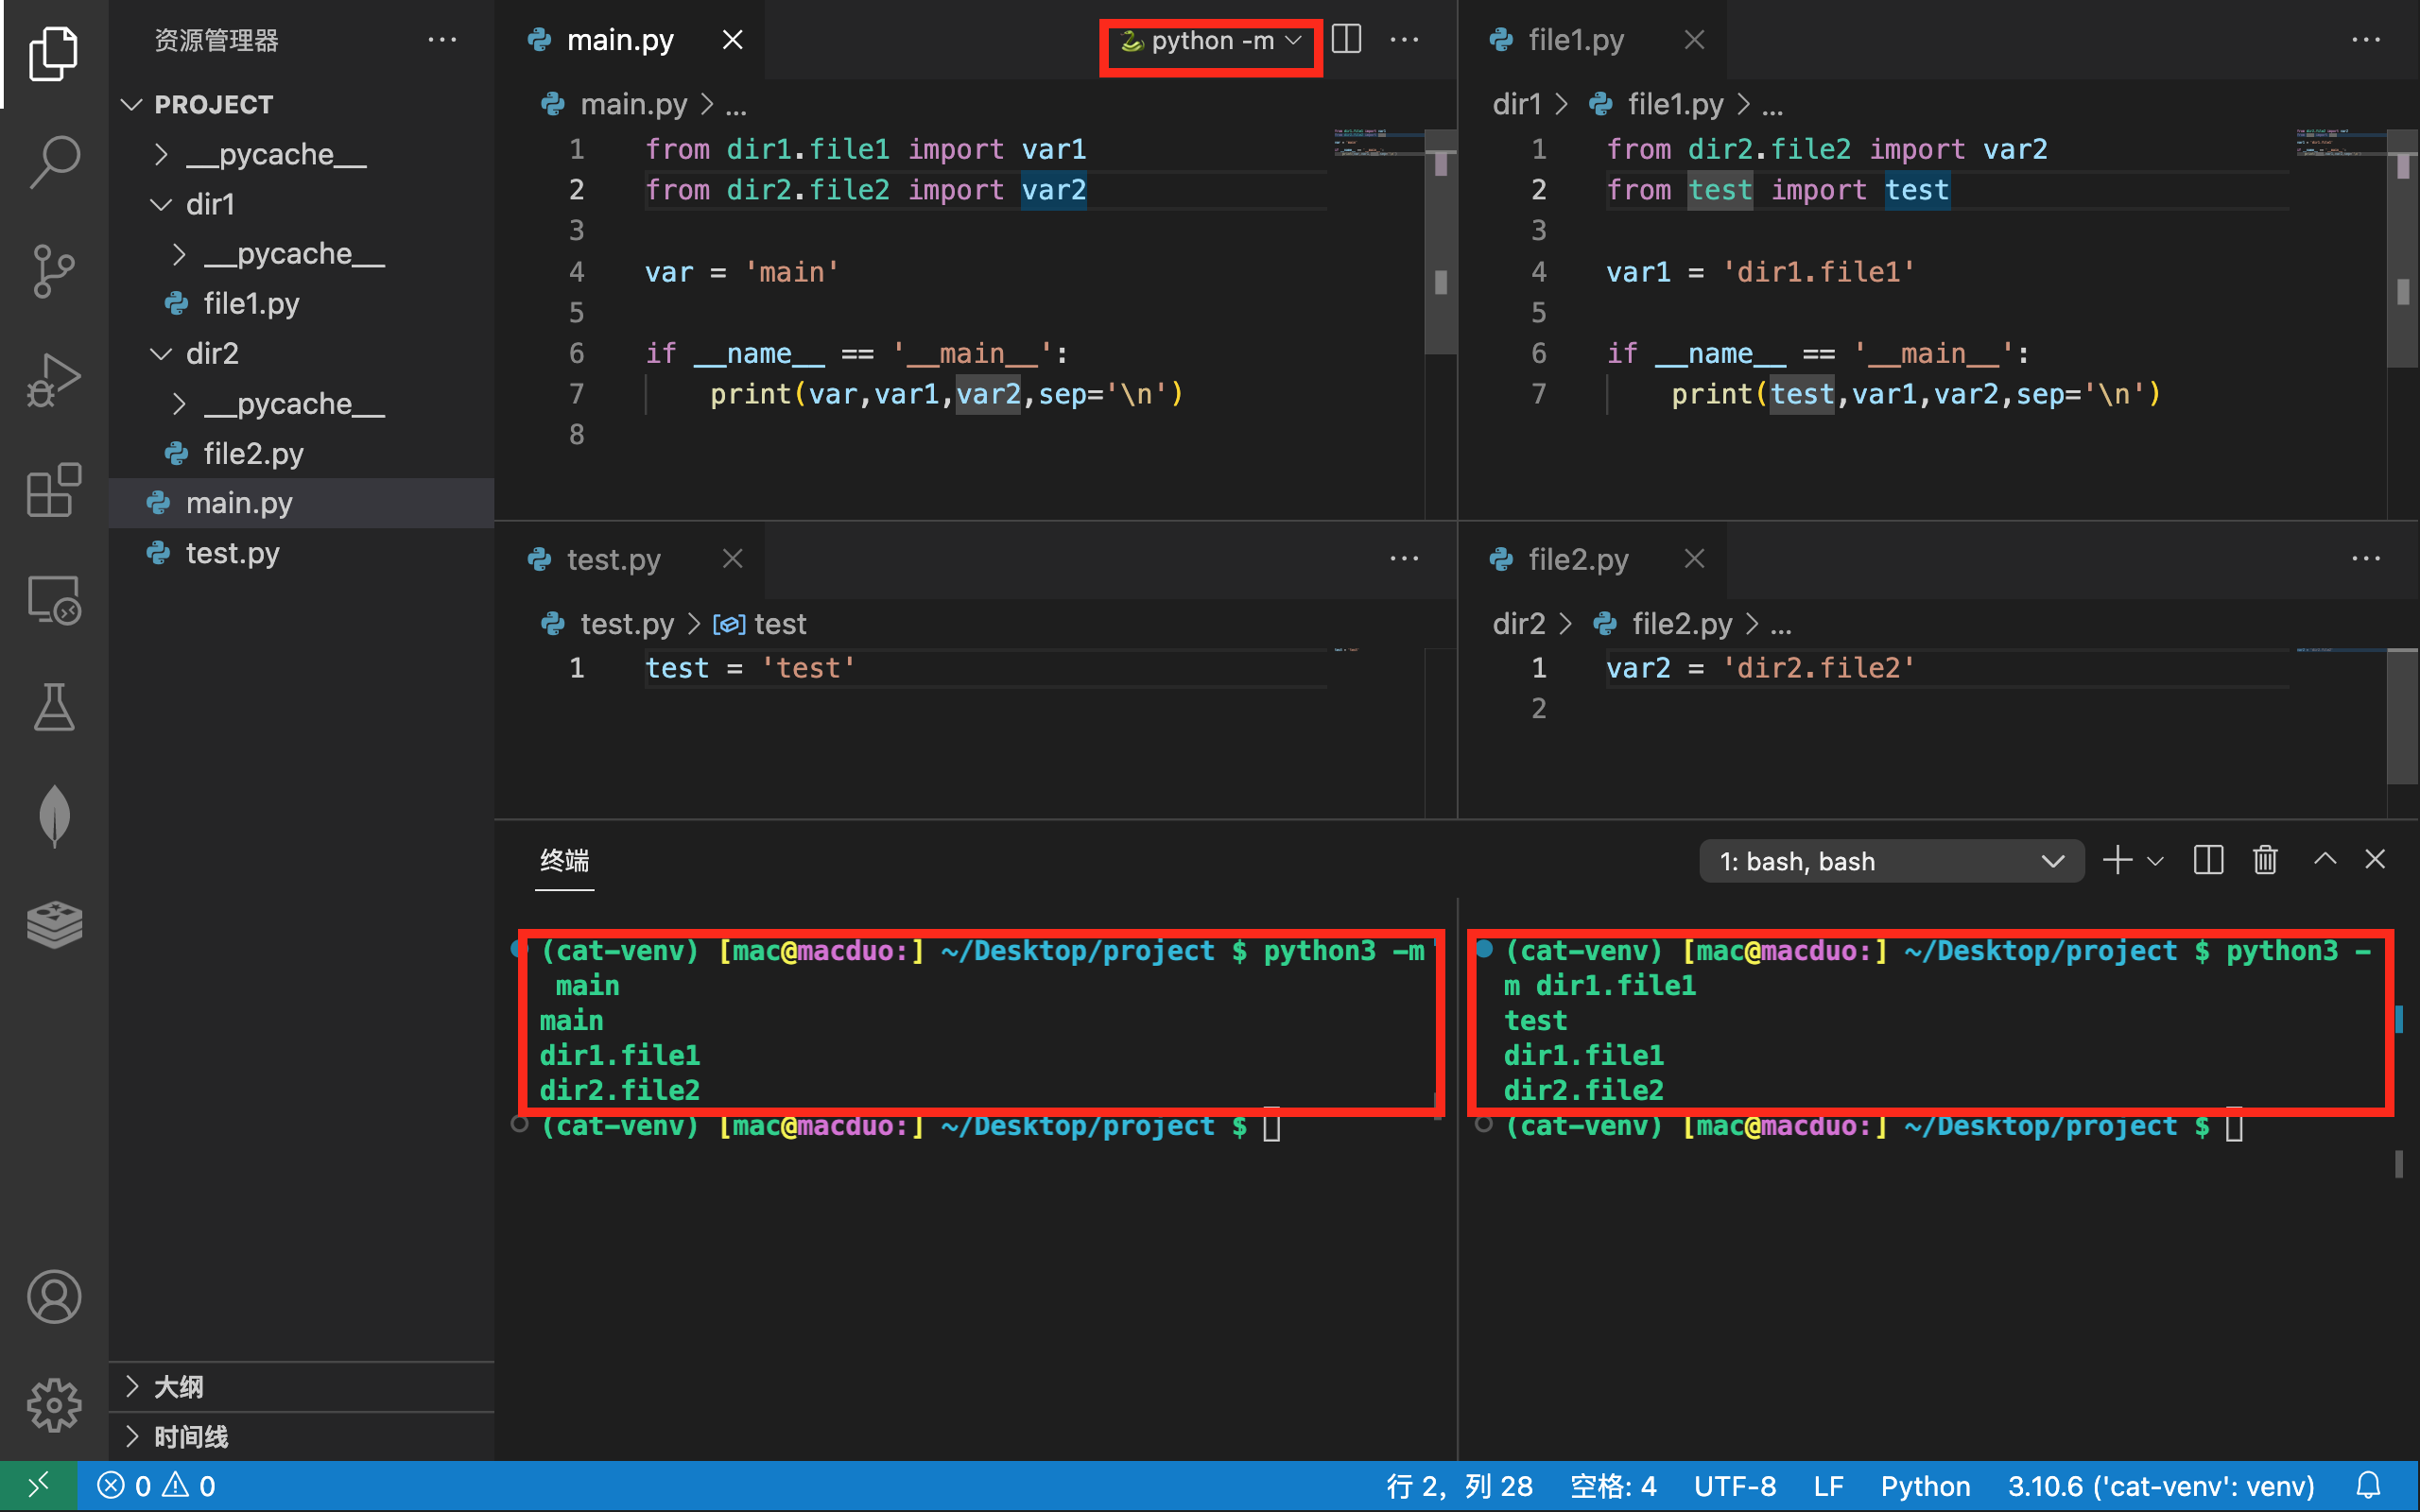 资源管理器
PROJECT
__pycache__
dir1
__pycache__
file1.py
dir2
__pycache__
file2.py
main.py
test.py
大纲
时间线
main.py
python -m
main.py > ...
1 from dir1.file1 import var1
2 from dir2.file2 import var2
3
4 var = 'main'
5
6 if __name__ == '__main__':
7     print(var,var1,var2,sep='\n')
8
file1.py
dir1 > file1.py > ...
1 from dir2.file2 import var2
2 from test import test
3
4 var1 = 'dir1.file1'
5
6 if __name__ == '__main__':
7     print(test,var1,var2,sep='\n')
test.py
test.py > test
1 test = 'test'
file2.py
dir2 > file2.py > ...
1 var2 = 'dir2.file2'
2
终端
1: bash, bash
(cat-venv) [mac@macduo:] ~/Desktop/project $ python3 -m
 main
main
dir1.file1
dir2.file2
(cat-venv) [mac@macduo:] ~/Desktop/project $
(cat-venv) [mac@macduo:] ~/Desktop/project $ python3 -
m dir1.file1
test
dir1.file1
dir2.file2
(cat-venv) [mac@macduo:] ~/Desktop/project $
0 0
行 2，列 28 空格: 4 UTF-8 LF Python 3.10.6 ('cat-venv': venv)